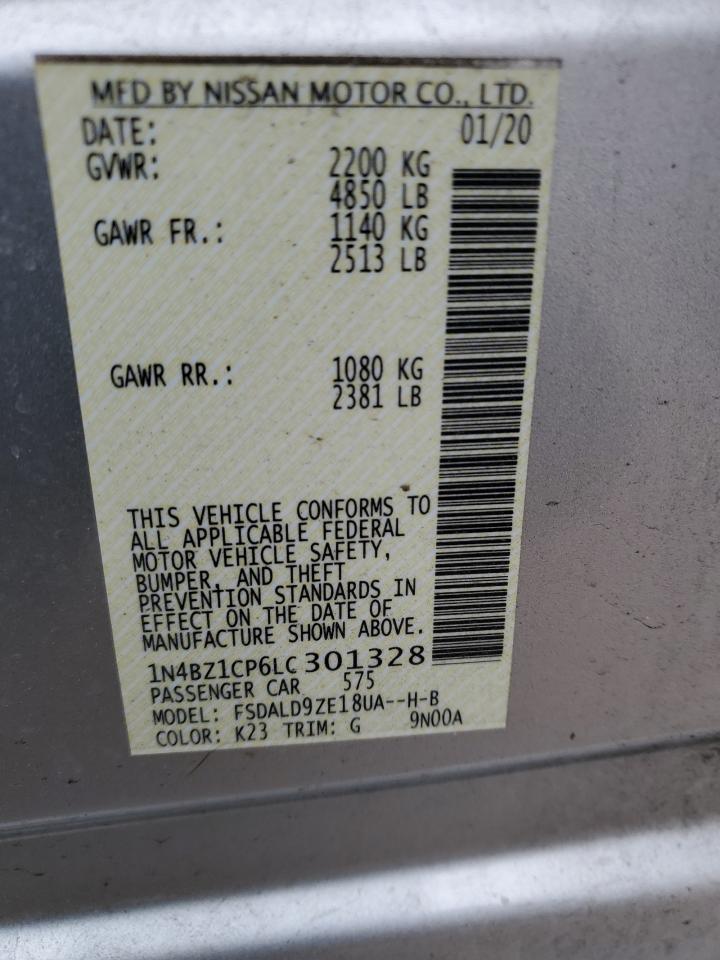 MFD BY NISSAN MOTOR CO., LTD.
DATE: 01/20
GVWR: 2200 KG
4850 LB
GAWR FR.: 1140 KG
2513 LB
GAWR RR.: 1080 KG
2381 LB
THIS VEHICLE CONFORMS TO
ALL APPLICABLE FEDERAL
MOTOR VEHICLE SAFETY,
BUMPER, AND THEFT
PREVENTION STANDARDS IN
EFFECT ON THE DATE OF
MANUFACTURE SHOWN ABOVE.
1N4BZ1CP6LC301328
PASSENGER CAR 575
MODEL: FSDALD9ZE18UA--H-B
COLOR: K23 TRIM: G 9N00A